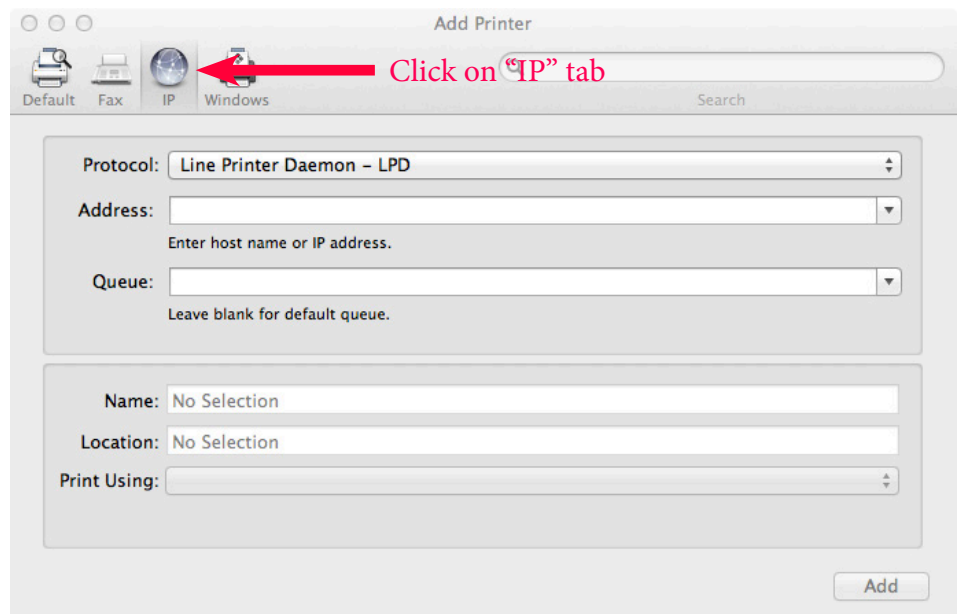 Add Printer
Click on “IP” tab
Default Fax IP Windows Search
Protocol: Line Printer Daemon – LPD
Address:
Enter host name or IP address.
Queue:
Leave blank for default queue.
Name: No Selection
Location: No Selection
Print Using:
Add